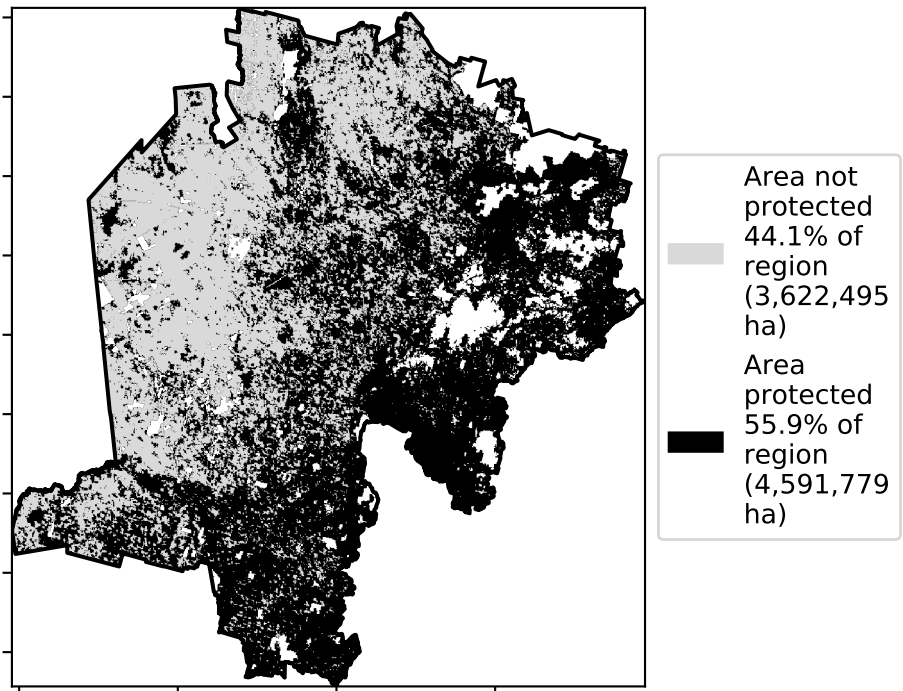 Area not
protected
44.1% of
region
(3,622,495
ha)
Area
protected
55.9% of
region
(4,591,779
ha)